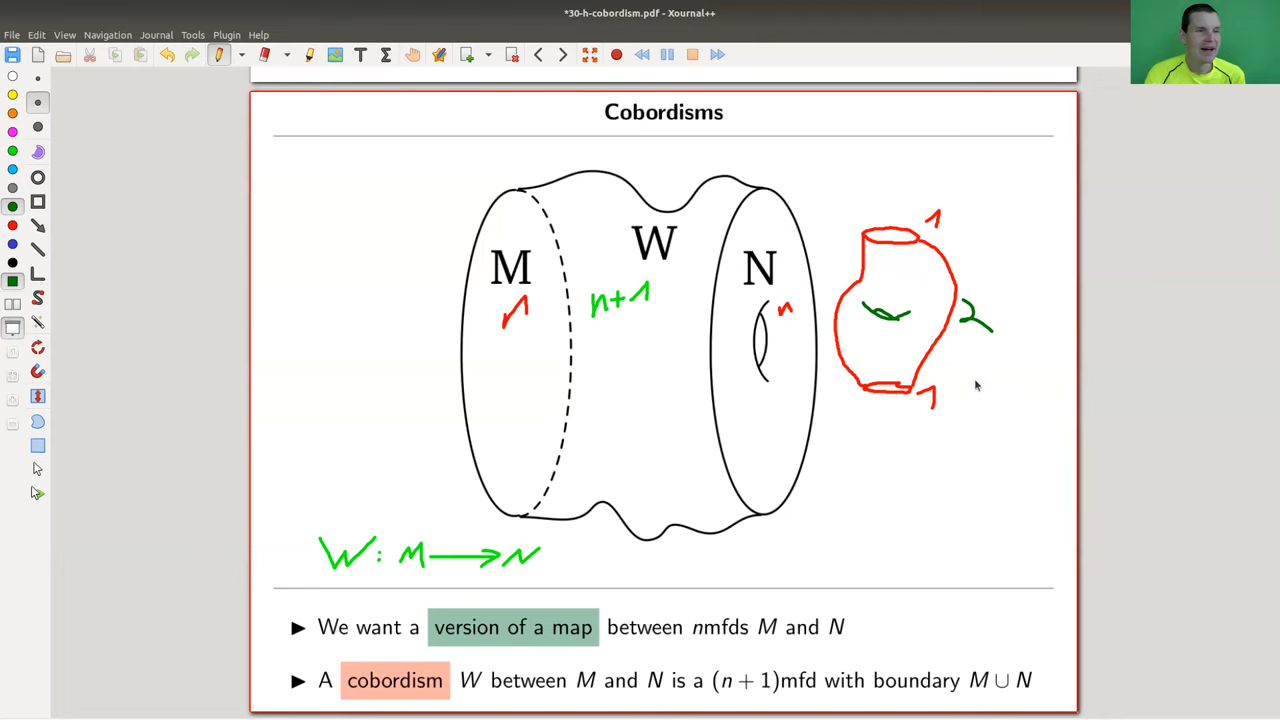 *30-h-cobordism.pdf - Xournal++
File Edit View Navigation Journal Tools Plugin Help
Cobordisms
M
W
N
n
n+1
n
1
2
1
W: M ⟶ N
► We want a version of a map between nmfds M and N
► A cobordism W between M and N is a (n + 1)mfd with boundary M ∪ N